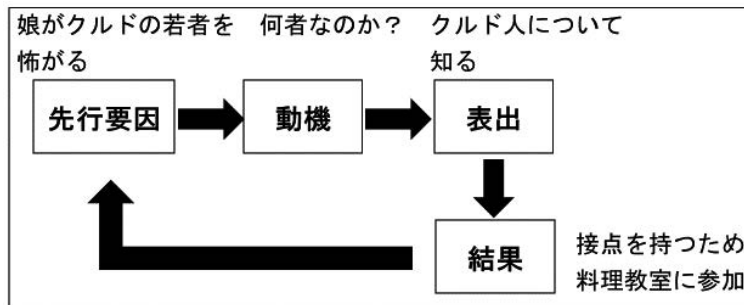 娘がクルドの若者を
怖がる
何者なのか？
クルド人について
知る
先行要因
動機
表出
結果
接点を持つため
料理教室に参加